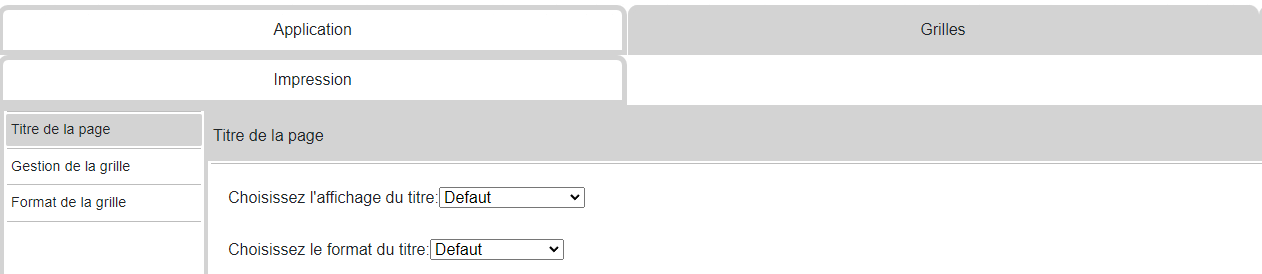 Application
Grilles
Impression
Titre de la page
Gestion de la grille
Format de la grille
Titre de la page
Choisissez l'affichage du titre: Defaut
Choisissez le format du titre: Defaut